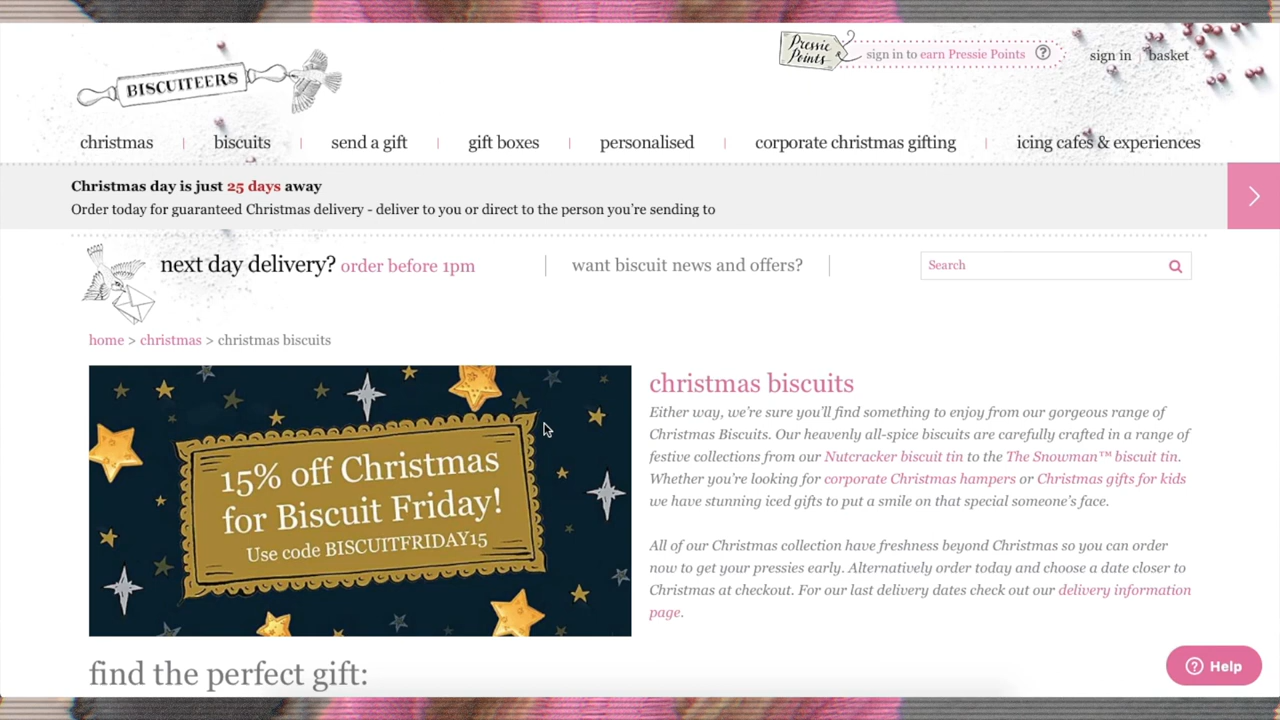 BISCUITEERS
Pressie Points
sign in to earn Pressie Points ?
sign in basket
christmas | biscuits | send a gift | gift boxes | personalised | corporate christmas gifting | icing cafes & experiences
Christmas day is just 25 days away
Order today for guaranteed Christmas delivery - deliver to you or direct to the person you're sending to
next day delivery? order before 1pm | want biscuit news and offers? |
Search
home > christmas > christmas biscuits
15% off Christmas
for Biscuit Friday!
Use code BISCUITFRIDAY15
christmas biscuits
Either way, we're sure you'll find something to enjoy from our gorgeous range of
Christmas Biscuits. Our heavenly all-spice biscuits are carefully crafted in a range of
festive collections from our Nutcracker biscuit tin to the The Snowman™ biscuit tin.
Whether you're looking for corporate Christmas hampers or Christmas gifts for kids
we have stunning iced gifts to put a smile on that special someone's face.
All of our Christmas collection have freshness beyond Christmas so you can order
now to get your pressies early. Alternatively order today and choose a date closer to
Christmas at checkout. For our last delivery dates check out our delivery information
page.
find the perfect gift:
? Help